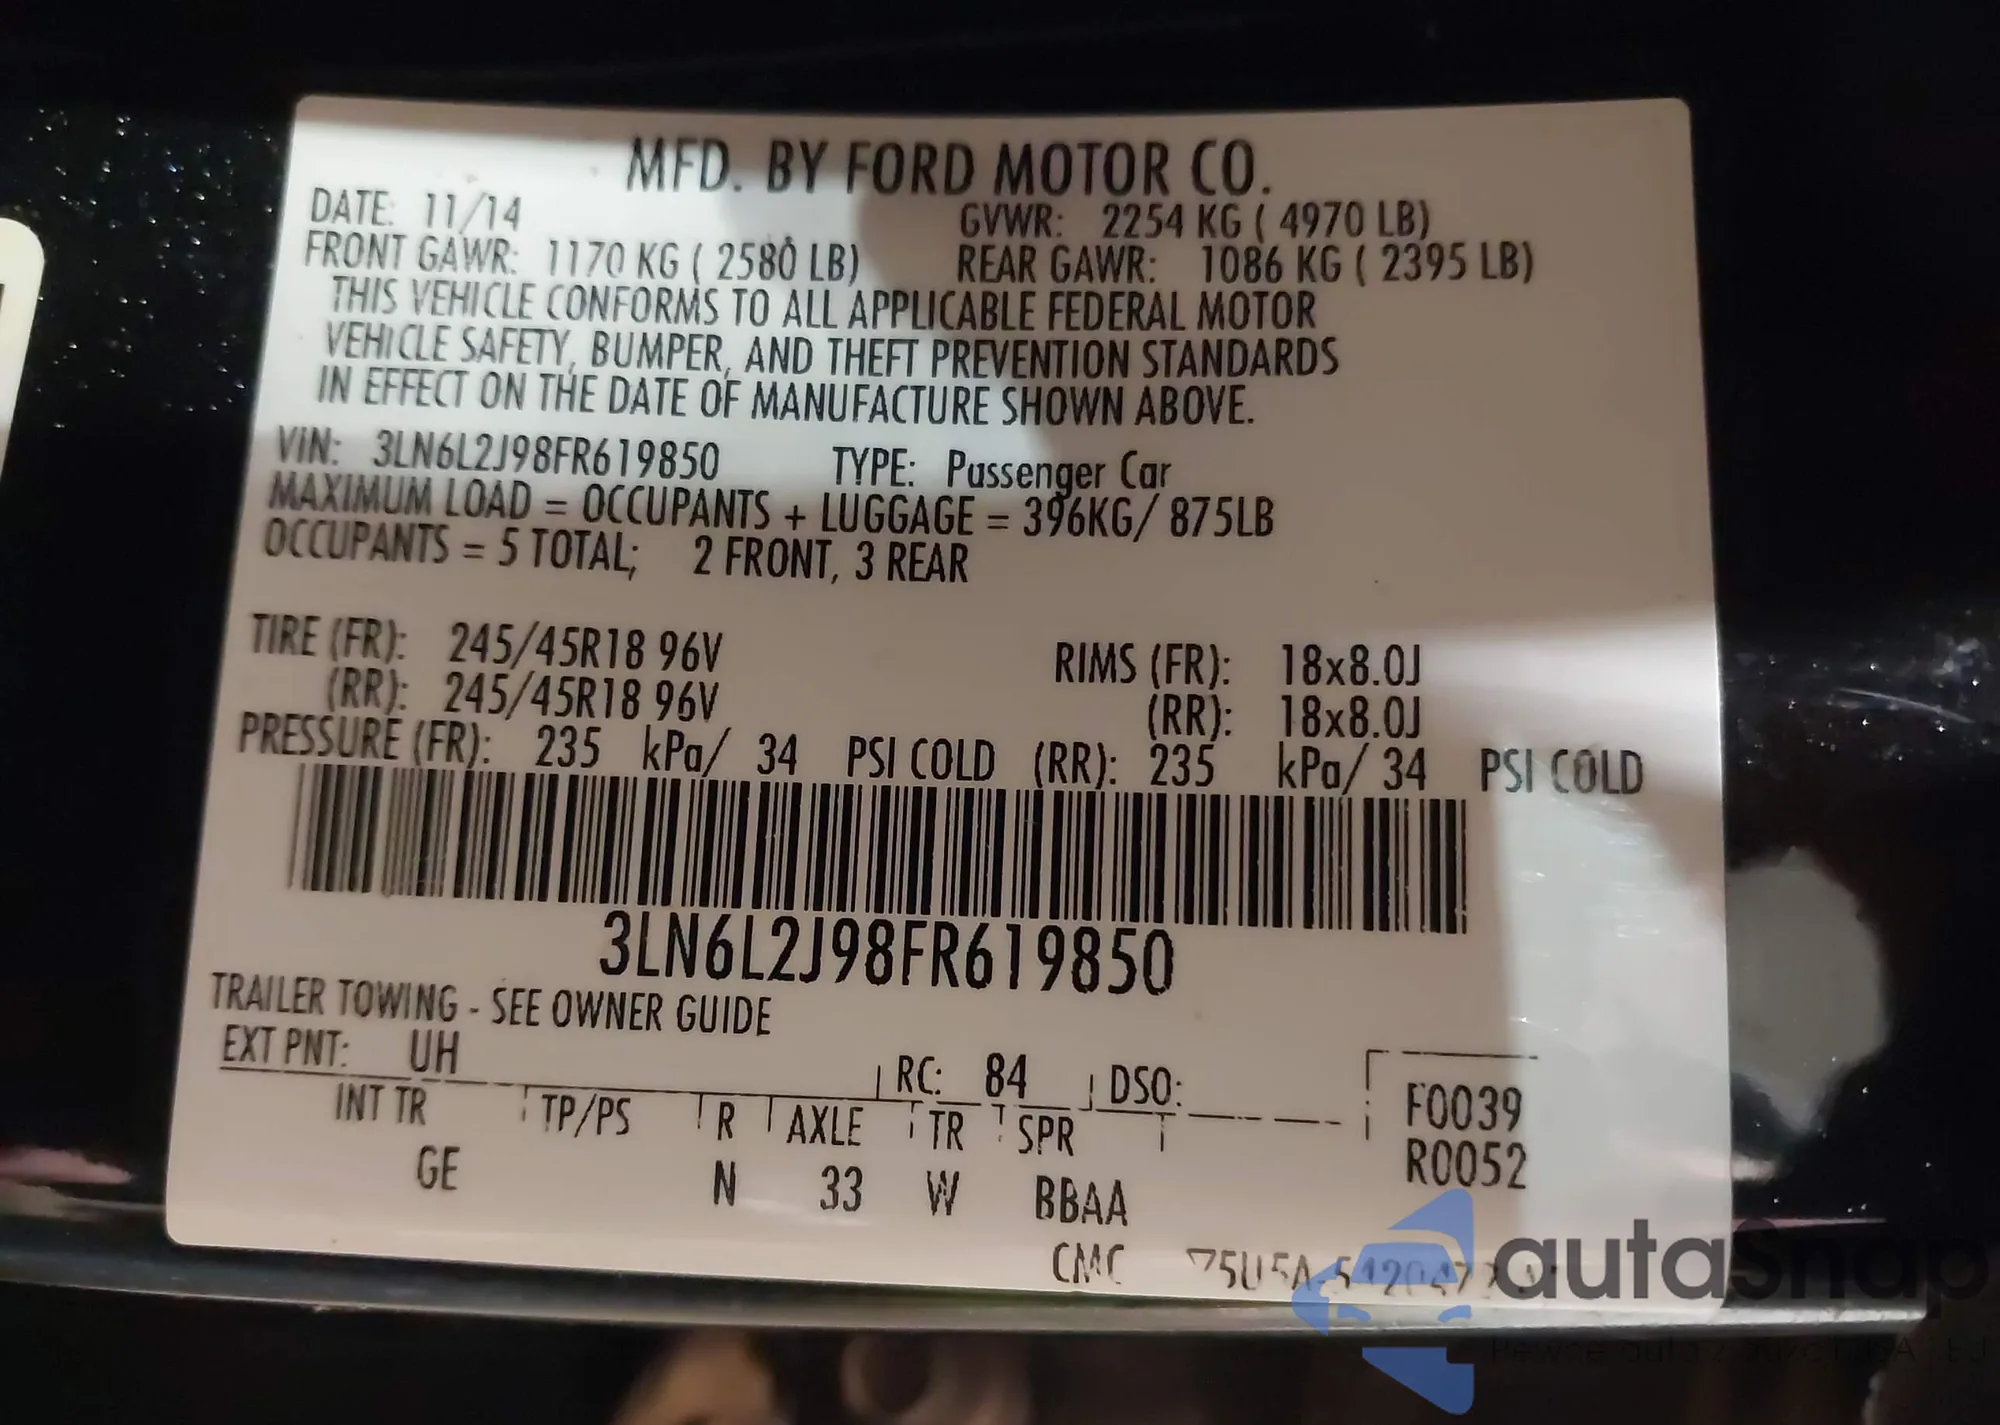 MFD. BY FORD MOTOR CO.
DATE: 11/14 GVWR: 2254 KG ( 4970 LB)
FRONT GAWR: 1170 KG ( 2580 LB) REAR GAWR: 1086 KG ( 2395 LB)
THIS VEHICLE CONFORMS TO ALL APPLICABLE FEDERAL MOTOR
VEHICLE SAFETY, BUMPER, AND THEFT PREVENTION STANDARDS
IN EFFECT ON THE DATE OF MANUFACTURE SHOWN ABOVE.
VIN: 3LN6L2J98FR619850 TYPE: Passenger Car
MAXIMUM LOAD = OCCUPANTS + LUGGAGE = 396KG/ 875LB
OCCUPANTS = 5 TOTAL; 2 FRONT, 3 REAR
TIRE (FR): 245/45R18 96V RIMS (FR): 18x8.0J
(RR): 245/45R18 96V (RR): 18x8.0J
PRESSURE (FR): 235 kPa/ 34 PSI COLD (RR): 235 kPa/ 34 PSI COLD
3LN6L2J98FR619850
TRAILER TOWING - SEE OWNER GUIDE
EXT PNT: UH RC: 84 DSO:
INT TR TP/PS R AXLE TR SPR F0039
R0052
GE N 33 W BBAA
CMC
autaSnap